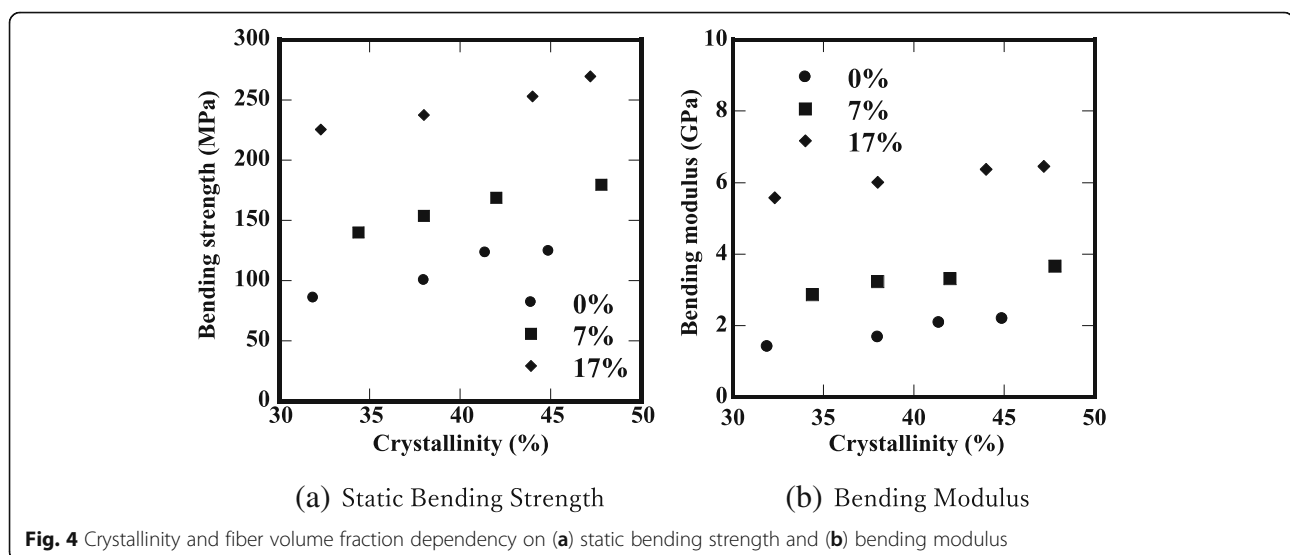 300
250
200
150
100
50
0
Bending strength (MPa)
0%
7%
17%
30 35 40 45 50
Crystallinity (%)
(a) Static Bending Strength
10
8
6
4
2
0
Bending modulus (GPa)
0%
7%
17%
30 35 40 45 50
Crystallinity (%)
(b) Bending Modulus
Fig. 4 Crystallinity and fiber volume fraction dependency on (a) static bending strength and (b) bending modulus